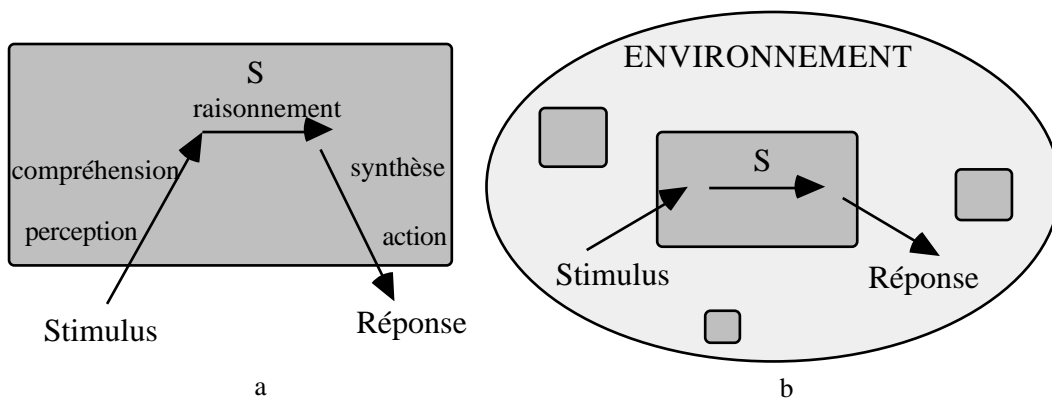 S
raisonnement
compréhension
synthèse
perception
action
Stimulus
Réponse
a
ENVIRONNEMENT
S
Stimulus
Réponse
b